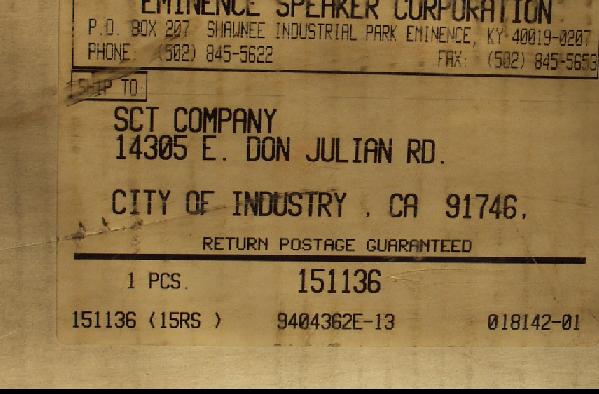 EMINENCE SPEAKER CORPORATION
P.O. BOX 207 SHAWNEE INDUSTRIAL PARK EMINENCE, KY 40019-0207
PHONE: (502) 845-5622 FAX: (502) 845-5653
SHIP TO
SCT COMPANY
14305 E. DON JULIAN RD.
CITY OF INDUSTRY , CA 91746,
RETURN POSTAGE GUARANTEED
1 PCS. 151136
151136 (15RS ) 9404362E-13 018142-01